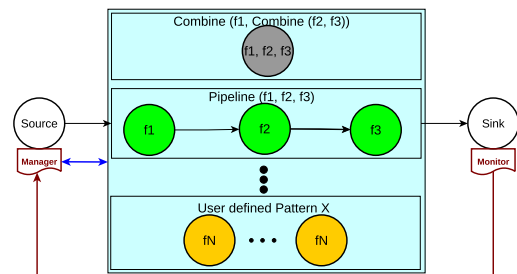 Combine (f1, Combine (f2, f3))
f1, f2, f3
Pipeline (f1, f2, f3)
Source
f1
f2
f3
Sink
Manager
Monitor
User defined Pattern X
fN
fN